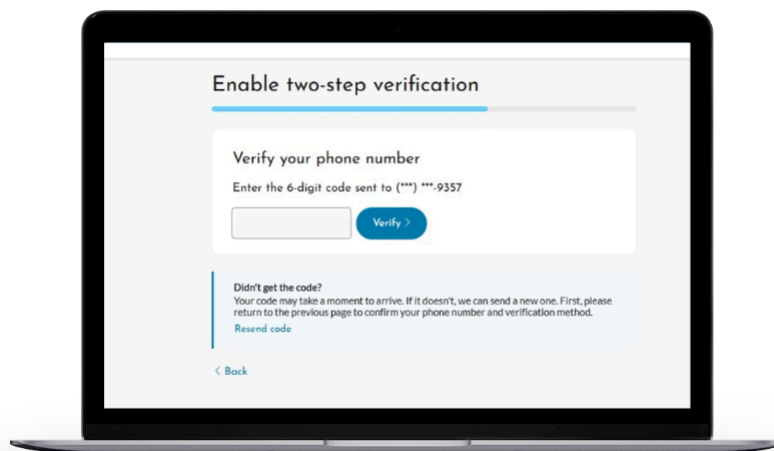 Enable two-step verification
Verify your phone number
Enter the 6-digit code sent to (***) ***-9357
Verify >
Didn't get the code?
Your code may take a moment to arrive. If it doesn't, we can send a new one. First, please
return to the previous page to confirm your phone number and verification method.
Resend code
< Back